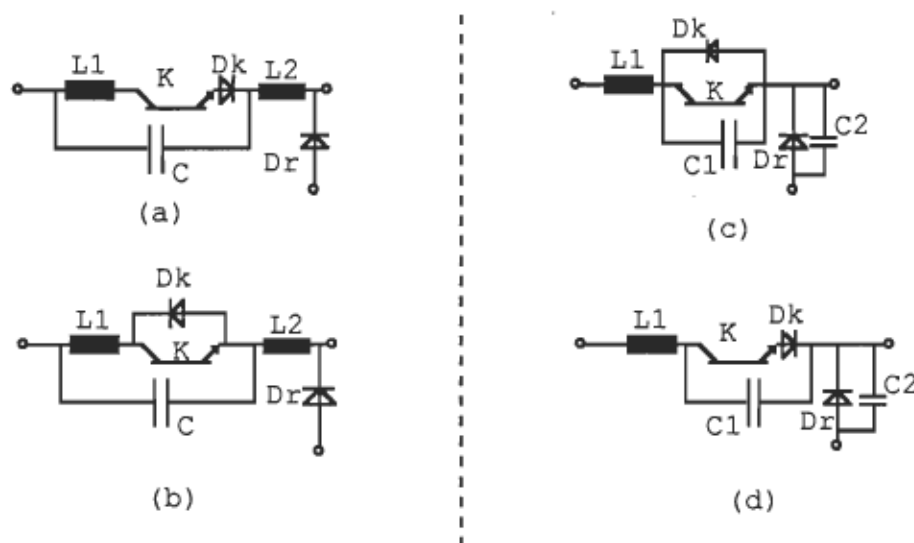 L1 K Dk L2
C Dr
(a)
Dk
L1 K L2
C Dr
(b)
Dk
L1 K
C1 Dr C2
(c)
L1 K Dk
C1 Dr C2
(d)